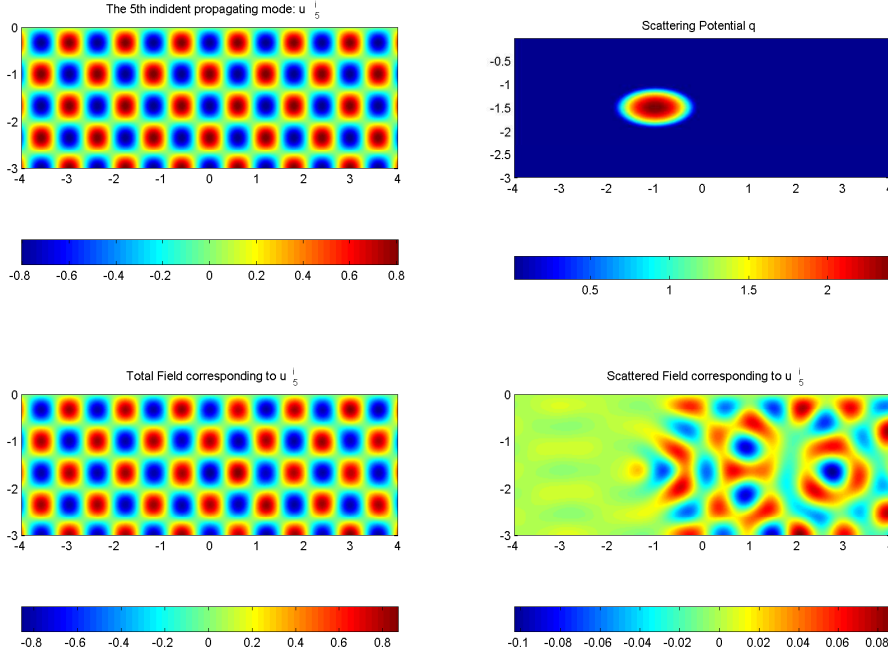 The 5th indident propagating mode: u i 5
0
-1
-2
-3
-4 -3 -2 -1 0 1 2 3 4
-0.8 -0.6 -0.4 -0.2 0 0.2 0.4 0.6 0.8
Scattering Potential q
-0.5
-1
-1.5
-2
-2.5
-3
-4 -3 -2 -1 0 1 2 3 4
0.5 1 1.5 2
Total Field corresponding to u i 5
0
-1
-2
-3
-4 -3 -2 -1 0 1 2 3 4
-0.8 -0.6 -0.4 -0.2 0 0.2 0.4 0.6 0.8
Scattered Field corresponding to u i 5
0
-1
-2
-3
-4 -3 -2 -1 0 1 2 3 4
-0.1 -0.08 -0.06 -0.04 -0.02 0 0.02 0.04 0.06 0.08